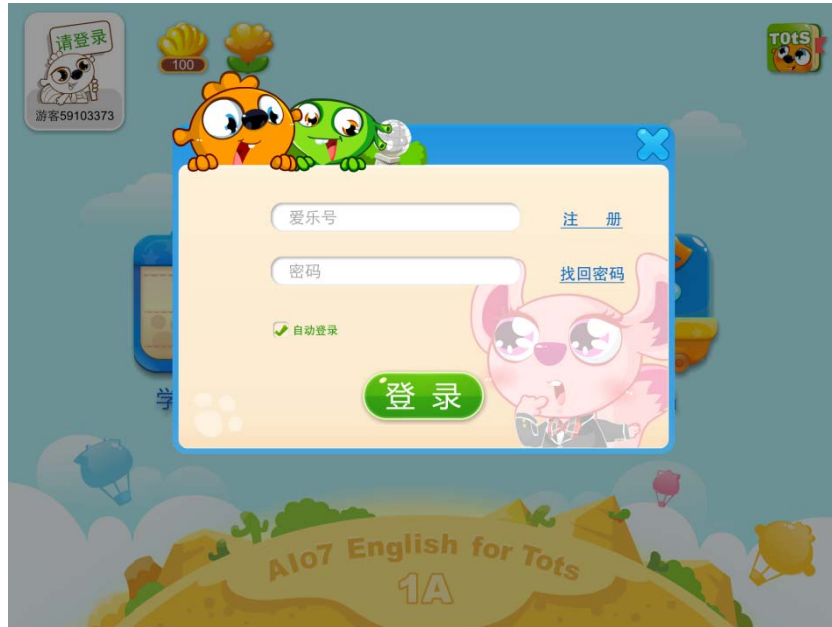 请登录
100
游客59103373
TOtS
爱乐号
注 册
密码
找回密码
自动登录
登 录
学
Alo7 English for Tots
1A